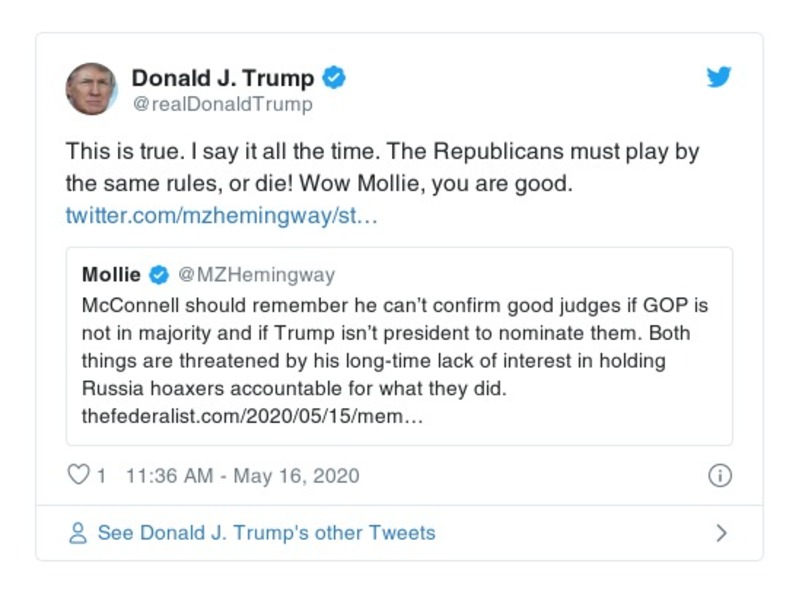 Donald J. Trump
@realDonaldTrump
This is true. I say it all the time. The Republicans must play by
the same rules, or die! Wow Mollie, you are good.
twitter.com/mzhemingway/st…
Mollie @MZHemingway
McConnell should remember he can’t confirm good judges if GOP is
not in majority and if Trump isn’t president to nominate them. Both
things are threatened by his long-time lack of interest in holding
Russia hoaxers accountable for what they did.
thefederalist.com/2020/05/15/mem…
1 11:36 AM - May 16, 2020
See Donald J. Trump's other Tweets